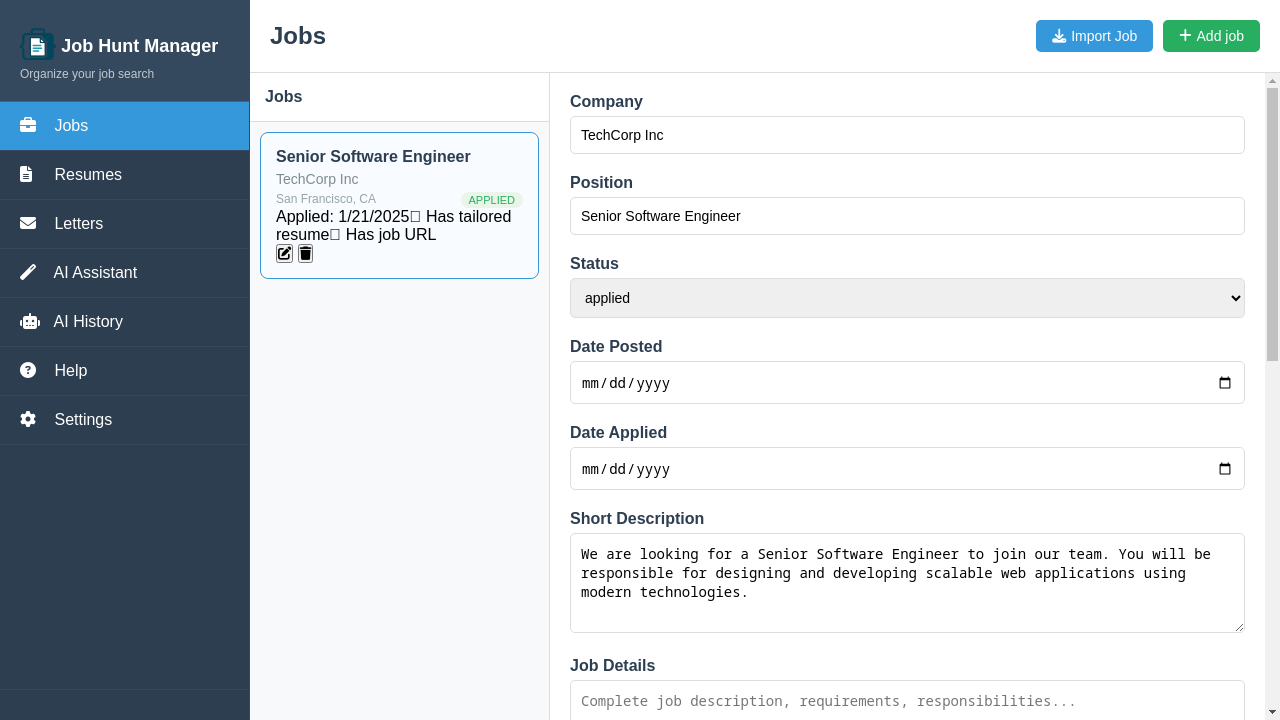 Job Hunt Manager
Organize your job search
Jobs
Resumes
Letters
AI Assistant
AI History
Help
Settings
Jobs
Import Job
Add job
Jobs
Senior Software Engineer
TechCorp Inc
San Francisco, CA
APPLIED
Applied: 1/21/2025 Has tailored
resume Has job URL
Company
TechCorp Inc
Position
Senior Software Engineer
Status
applied
Date Posted
mm/dd/yyyy
Date Applied
mm/dd/yyyy
Short Description
We are looking for a Senior Software Engineer to join our team. You will be
responsible for designing and developing scalable web applications using
modern technologies.
Job Details
Complete job description, requirements, responsibilities...